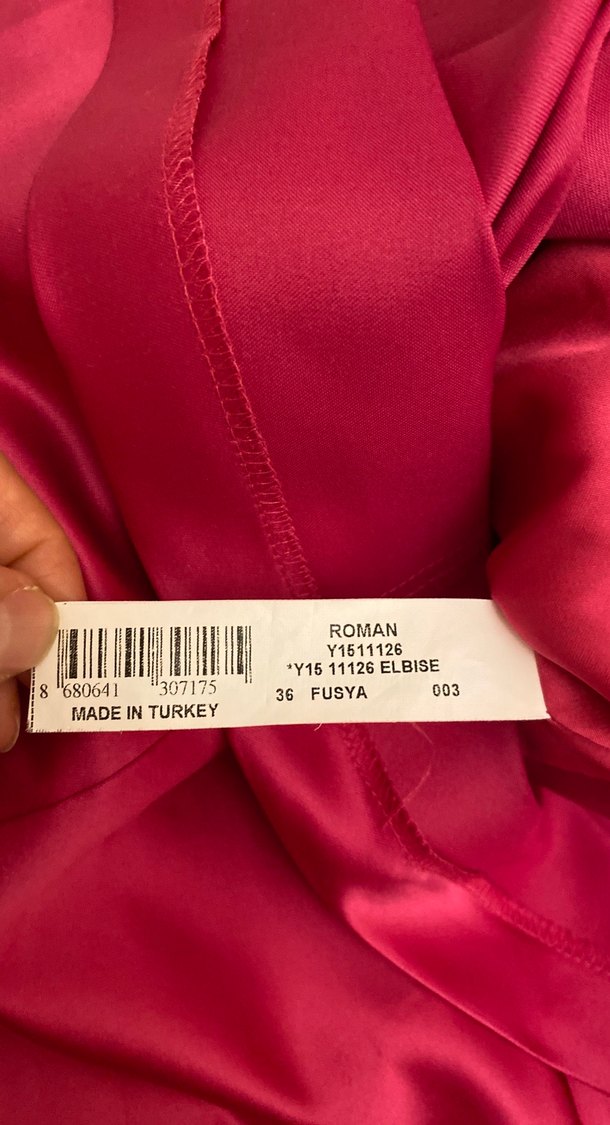 8 680641 307175
MADE IN TURKEY
ROMAN
Y1511126
*Y15 11126 ELBISE
36 FUSYA 003